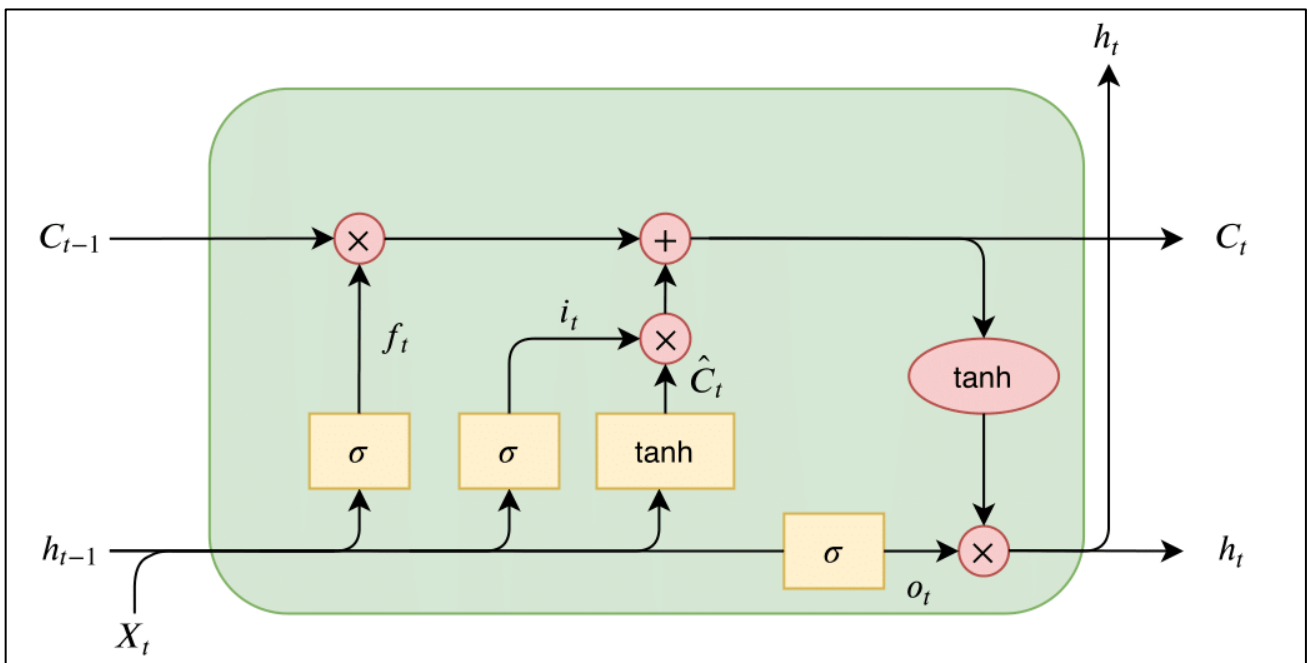 h_t
C_{t-1} × + C_t
i_t ×
f_t Ĉ_t tanh
σ σ tanh
h_{t-1} σ × h_t
o_t
X_t